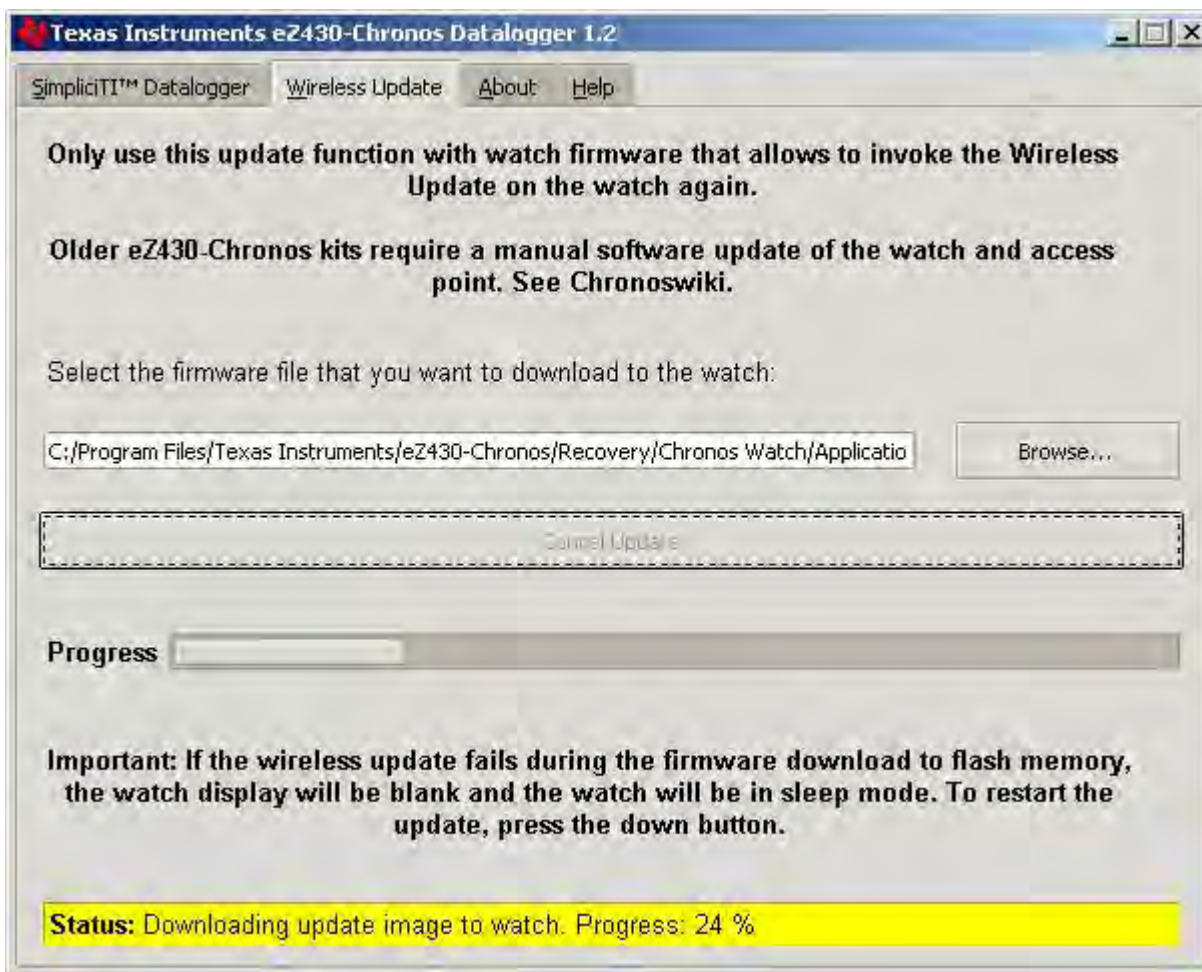 Texas Instruments eZ430-Chronos Datalogger 1.2
SimpliciTI™ Datalogger Wireless Update About Help
Only use this update function with watch firmware that allows to invoke the Wireless
Update on the watch again.
Older eZ430-Chronos kits require a manual software update of the watch and access
point. See Chronoswiki.
Select the firmware file that you want to download to the watch:
C:/Program Files/Texas Instruments/eZ430-Chronos/Recovery/Chronos Watch/Applicatio Browse...
Cancel Update
Progress
Important: If the wireless update fails during the firmware download to flash memory,
the watch display will be blank and the watch will be in sleep mode. To restart the
update, press the down button.
Status: Downloading update image to watch. Progress: 24 %